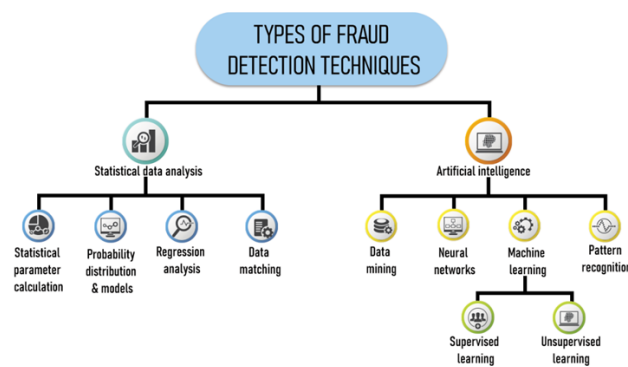 TYPES OF FRAUD
DETECTION TECHNIQUES
Statistical data analysis
Artificial intelligence
Statistical
parameter
calculation
Probability
distribution
& models
Regression
analysis
Data
matching
Data
mining
Neural
networks
Machine
learning
Pattern
recognition
Supervised
learning
Unsupervised
learning